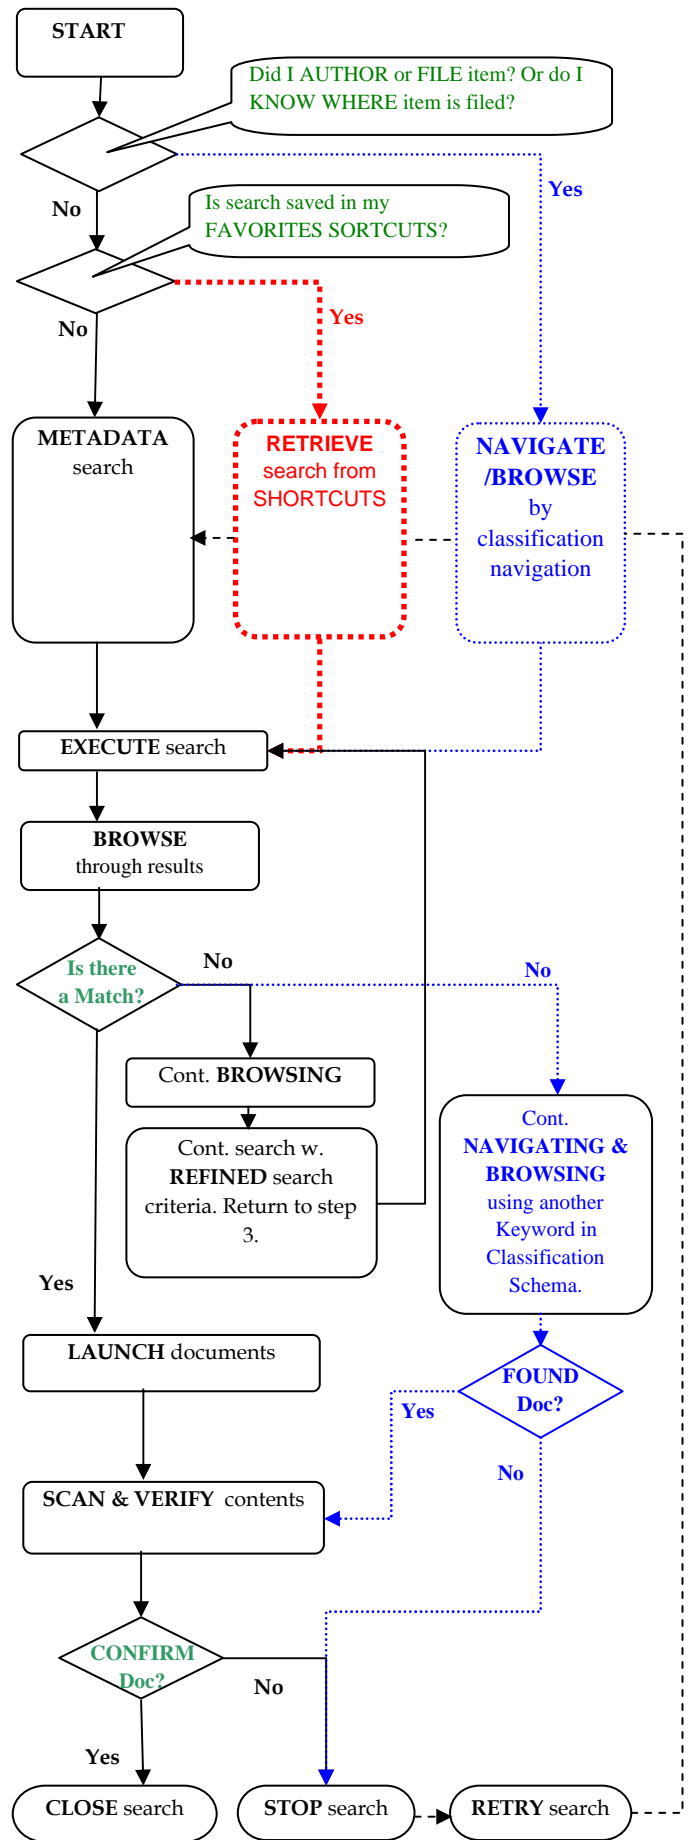 START
Did I AUTHOR or FILE item? Or do I
KNOW WHERE item is filed?
Yes
No
Is search saved in my
FAVORITES SORTCUTS?
Yes
No
METADATA
search
RETRIEVE
search from
SHORTCUTS
NAVIGATE
/BROWSE
by
classification
navigation
EXECUTE search
BROWSE
through results
Is there
a Match?
No
No
Cont. BROWSING
Cont. search w.
REFINED search
criteria. Return to step
3.
Cont.
NAVIGATING &
BROWSING
using another
Keyword in
Classification
Schema.
Yes
LAUNCH documents
FOUND
Doc?
Yes
No
SCAN & VERIFY contents
CONFIRM
Doc?
No
Yes
CLOSE search
STOP search
RETRY search